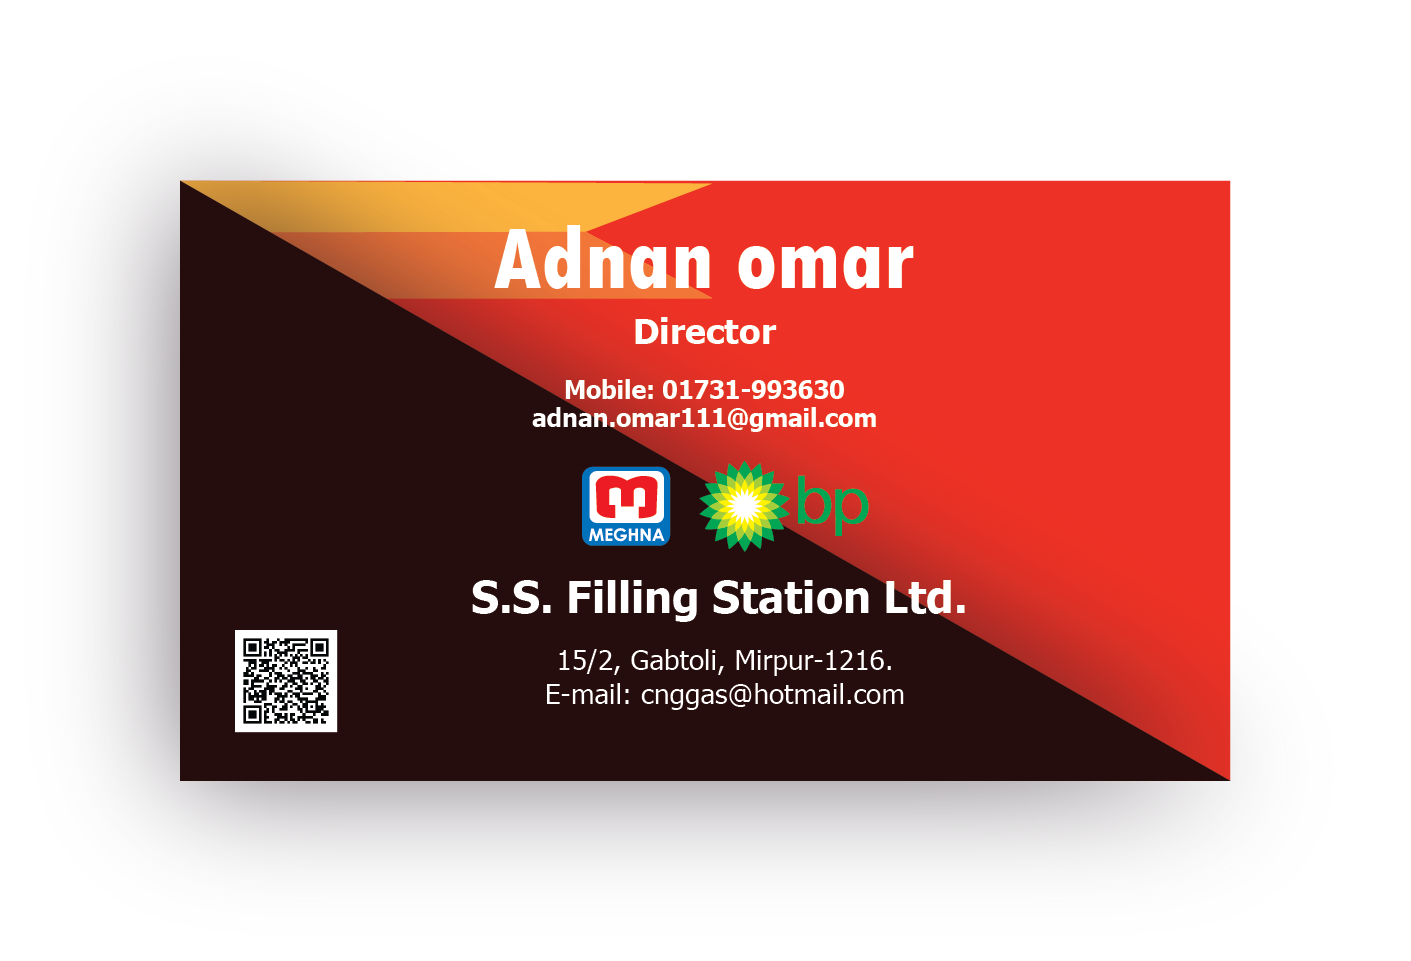 Adnan omar
Director
Mobile: 01731-993630
adnan.omar111@gmail.com
MEGHNA
bp
S.S. Filling Station Ltd.
15/2, Gabtoli, Mirpur-1216.
E-mail: cnggas@hotmail.com